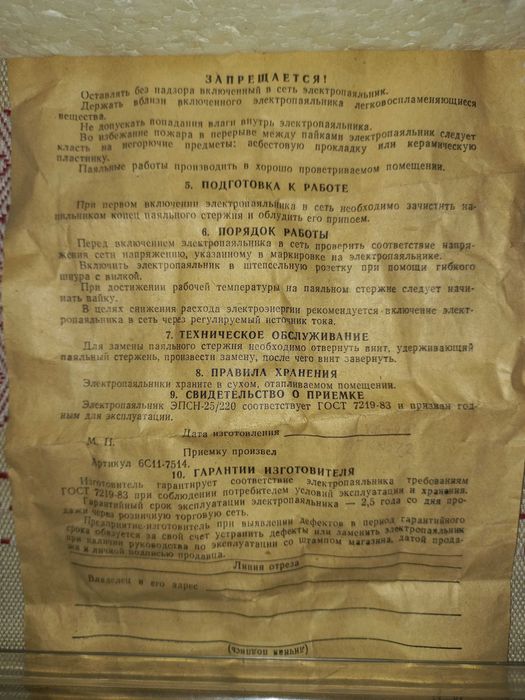 ЗАПРЕЩАЕТСЯ!
Оставлять без надзора включенный в сеть электропаяльник.
Держать вблизи включенного электропаяльника легковоспламеняющиеся
вещества.
Не допускать попадания влаги внутрь электропаяльника.
Во избежание пожара в перерыве между пайками электропаяльник следует
класть на негорючие предметы: асбестовую прокладку или керамическую
пластинку.
Паяльные работы производить в хорошо проветриваемом помещении.
5. ПОДГОТОВКА К РАБОТЕ
При первом включении электропаяльника в сеть необходимо зачистить на-
пильником конец паяльного стержня и облудить его припоем.
6. ПОРЯДОК РАБОТЫ
Перед включением электропаяльника в сеть проверить соответствие напря-
жения сети напряжению, указанному в маркировке на электропаяльнике.
Включить электропаяльник в штепсельную розетку при помощи гибкого
шнура с вилкой.
При достижении рабочей температуры на паяльном стержне следует начи-
нать пайку.
В целях снижения расхода электроэнергии рекомендуется включение элект-
ропаяльника в сеть через регулируемый источник тока.
7. ТЕХНИЧЕСКОЕ ОБСЛУЖИВАНИЕ
Для замены паяльного стержня необходимо отвернуть винт, удерживающий
паяльный стержень, произвести замену, после чего винт завернуть.
8. ПРАВИЛА ХРАНЕНИЯ
Электропаяльники храните в сухом, отапливаемом помещении.
9. СВИДЕТЕЛЬСТВО О ПРИЕМКЕ
Электропаяльник ЭПСН-25/220 соответствует ГОСТ 7219-83 и признан год-
ным для эксплуатации.
Дата изготовления
М. П.
Приемку произвел
Артикул 6С11-7514.
10. ГАРАНТИИ ИЗГОТОВИТЕЛЯ
Изготовитель гарантирует соответствие электропаяльника требованиям
ГОСТ 7219-83 при соблюдении потребителем условий эксплуатации и хранения.
Гарантийный срок эксплуатации электропаяльника — 2,5 года со дня про-
дажи через розничную торговую сеть.
Предприятие-изготовитель при выявлении дефектов в период гарантийного
срока обязуется за свой счет устранить дефекты или заменить электропаяльник
при наличии руководства по эксплуатации со штампом магазина, датой прода-
жи и личной подписью продавца.
Линия отреза
Владелец и его адрес
(личная подпись)